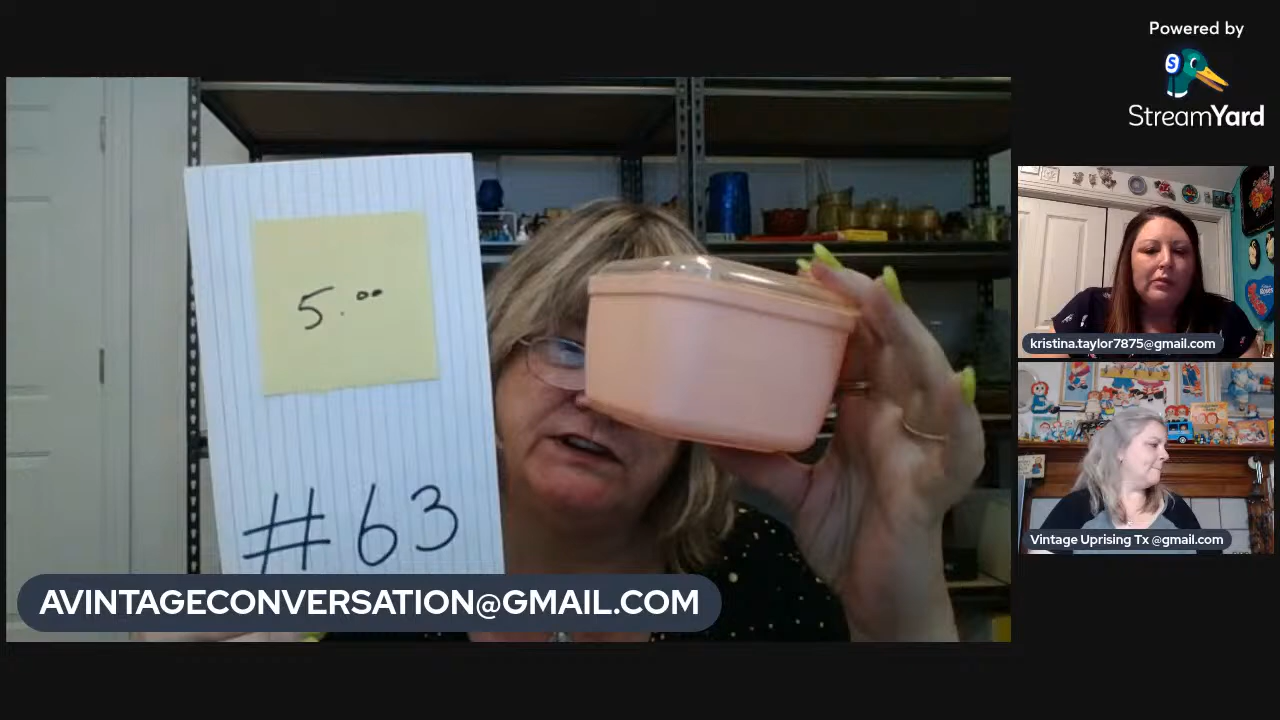 Powered by
StreamYard
5.00
#63
AVINTAGECONVERSATION@GMAIL.COM
kristina.taylor7875@gmail.com
Vintage Uprising Tx @gmail.com